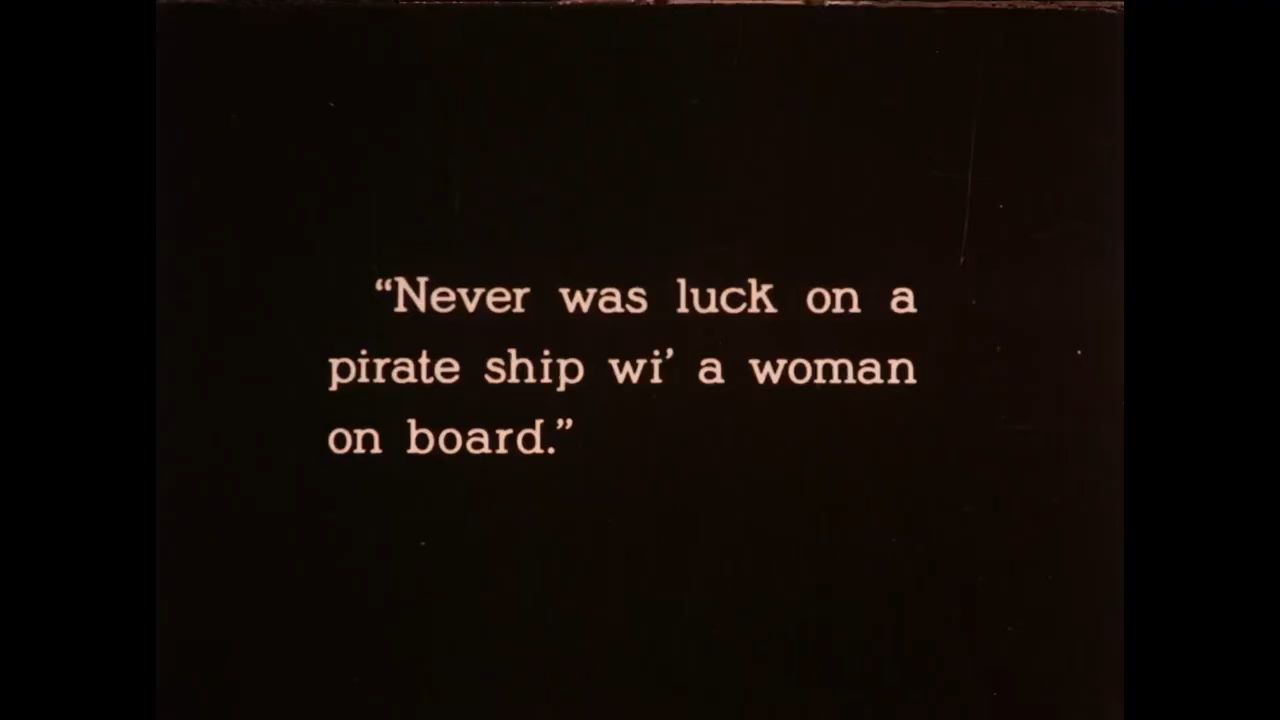 “Never was luck on a
pirate ship wi’ a woman
on board.”